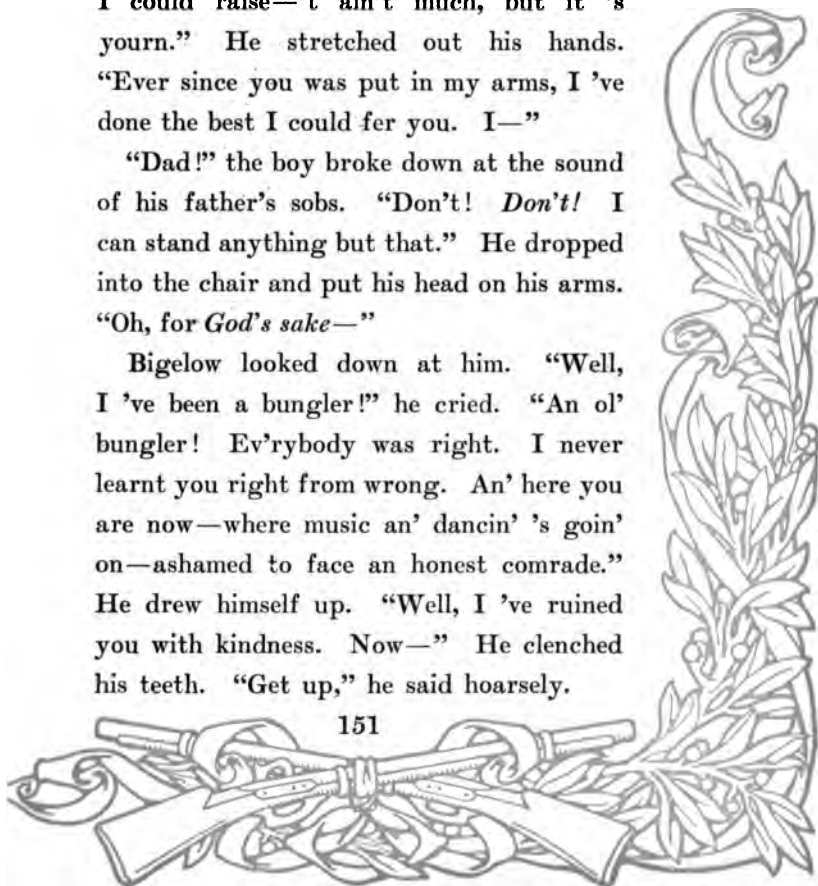 I could raise—'t ain't much, but it 's
yourn." He stretched out his hands.
"Ever since you was put in my arms, I 've
done the best I could fer you. I—"
"Dad!" the boy broke down at the sound
of his father's sobs. "Don't! Don't! I
can stand anything but that." He dropped
into the chair and put his head on his arms.
"Oh, for God's sake—"
Bigelow looked down at him. "Well,
I 've been a bungler!" he cried. "An ol'
bungler! Ev'rybody was right. I never
learnt you right from wrong. An' here you
are now—where music an' dancin' 's goin'
on—ashamed to face an honest comrade."
He drew himself up. "Well, I 've ruined
you with kindness. Now—" He clenched
his teeth. "Get up," he said hoarsely.
151